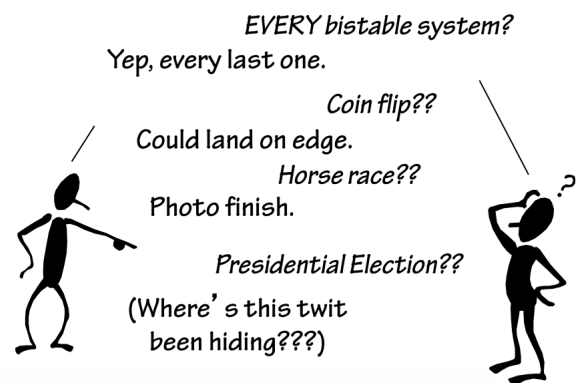 EVERY bistable system?
Yep, every last one.
Coin flip??
Could land on edge.
Horse race??
Photo finish.
Presidential Election??
(Where's this twit
been hiding???)
?